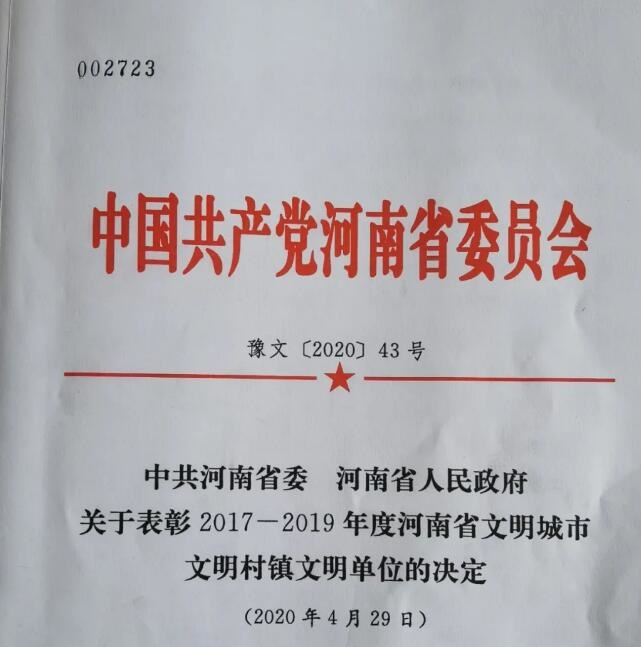 002723
中国共产党河南省委员会
豫文〔2020〕43号
中共河南省委　河南省人民政府
关于表彰2017－2019年度河南省文明城市
文明村镇文明单位的决定
（2020年4月29日）